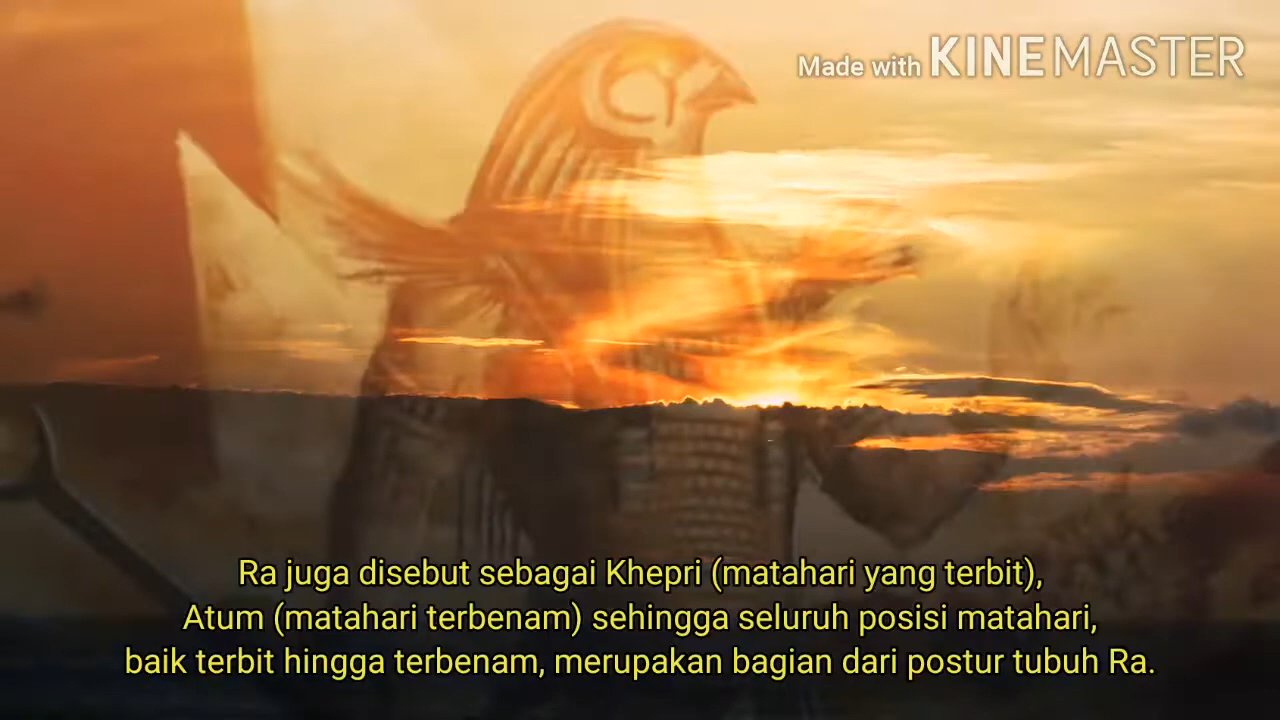 Made with KINEMASTER
Ra juga disebut sebagai Khepri (matahari yang terbit),
Atum (matahari terbenam) sehingga seluruh posisi matahari,
baik terbit hingga terbenam, merupakan bagian dari postur tubuh Ra.